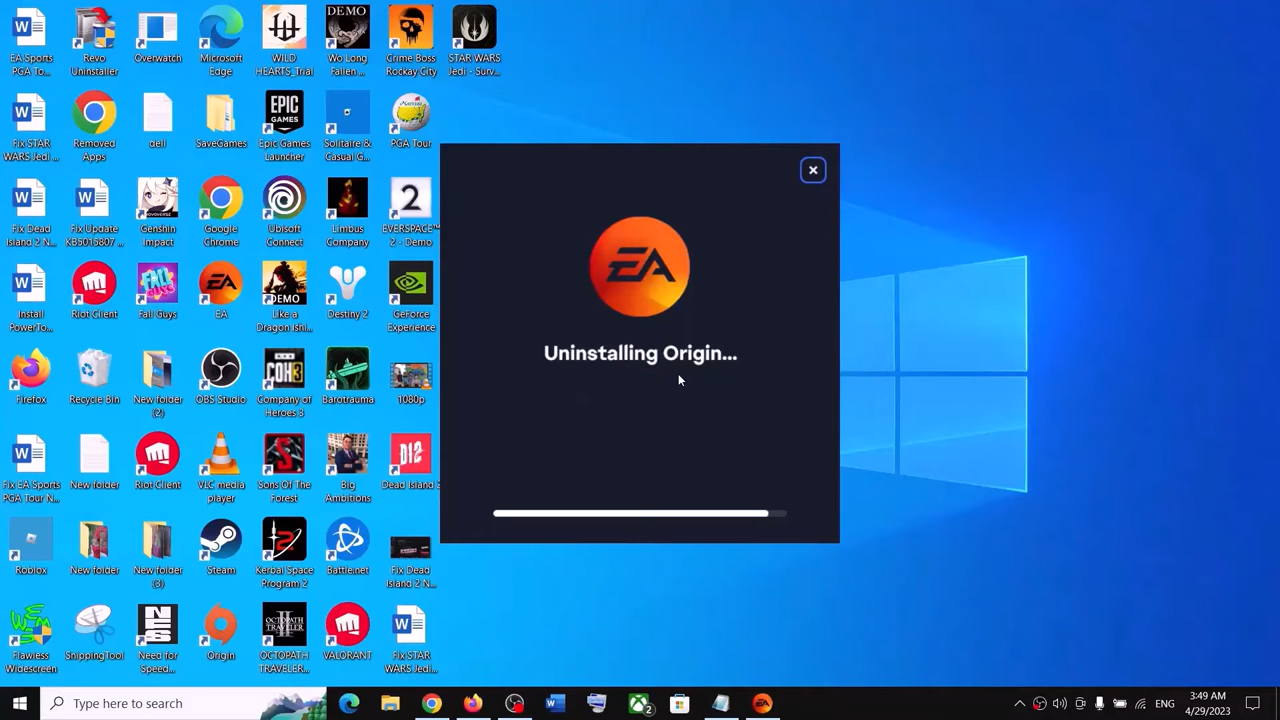 EA Sports
PGA To...
Revo
Uninstaller
Overwatch
Microsoft
Edge
WILD
HEARTS_Trial
DEMO
Wo Long
Fallen ...
Crime Boss
Rockay City
STAR WARS
Jedi - Surv...
Fix STAR
WARS Jedi ...
Removed
Apps
dell
SaveGames
EPIC
GAMES
Epic Games
Launcher
Solitaire &
Casual G...
PGA Tour
Fix Dead
Island 2 N...
Fix Update
KB5015807 ...
Genshin
Impact
Google
Chrome
Ubisoft
Connect
Limbus
Company
2
EVERSPACE™
2 - Demo
Install
PowerTo...
Riot Client
FALL
GUYS
Fall Guys
EA
EA
DEMO
Like a
Dragon Ishi...
Destiny 2
GeForce
Experience
Firefox
Recycle Bin
New folder
(2)
OBS Studio
COH3
Company of
Heroes 3
Barotrauma
1080p
Fix EA Sports
PGA Tour N...
New folder
Riot Client
VLC media
player
Sons Of The
Forest
Big
Ambitions
DI2
Dead Island 2
Roblox
New folder
New folder
(3)
Steam
Kerbal Space
Program 2
Battle.net
Fix Dead
Island 2 N...
Flawless
Widescreen
ShippingTool
Need for
Speed...
Origin
OCTOPATH
TRAVELER
OCTOPATH
TRAVELER...
VALORANT
Fix STAR
WARS Jedi...
EA
Uninstalling Origin...
Type here to search
2
ENG
3:49 AM
4/29/2023